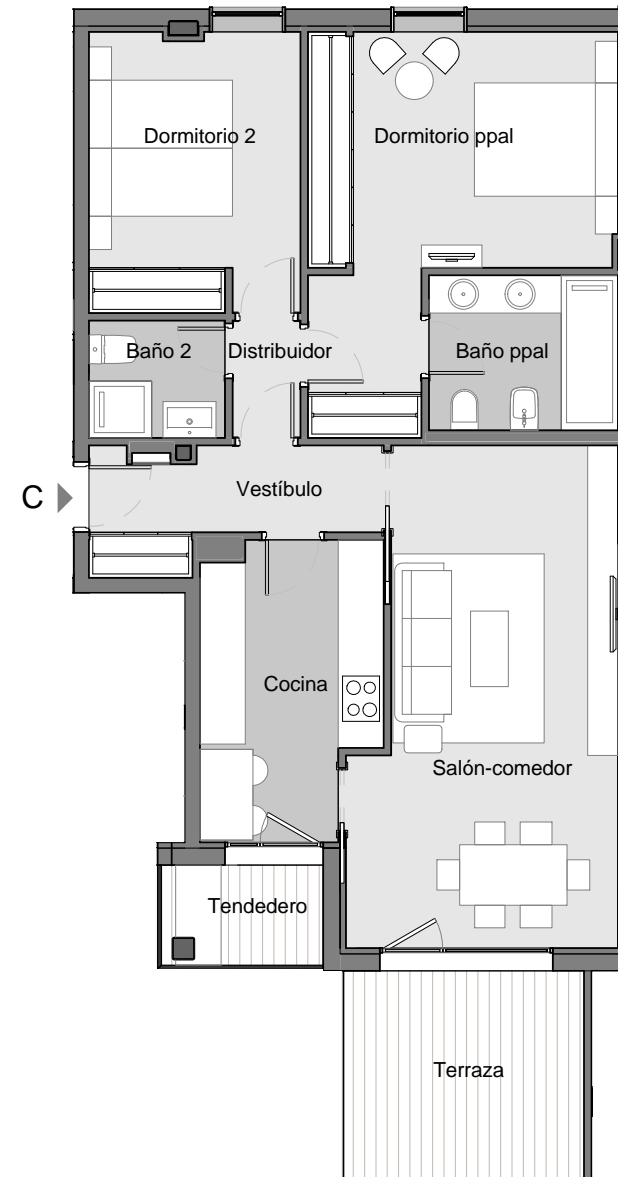 Dormitorio 2
Dormitorio ppal
Baño 2
Distribuidor
Baño ppal
C
Vestíbulo
Cocina
Salón-comedor
Tendedero
Terraza